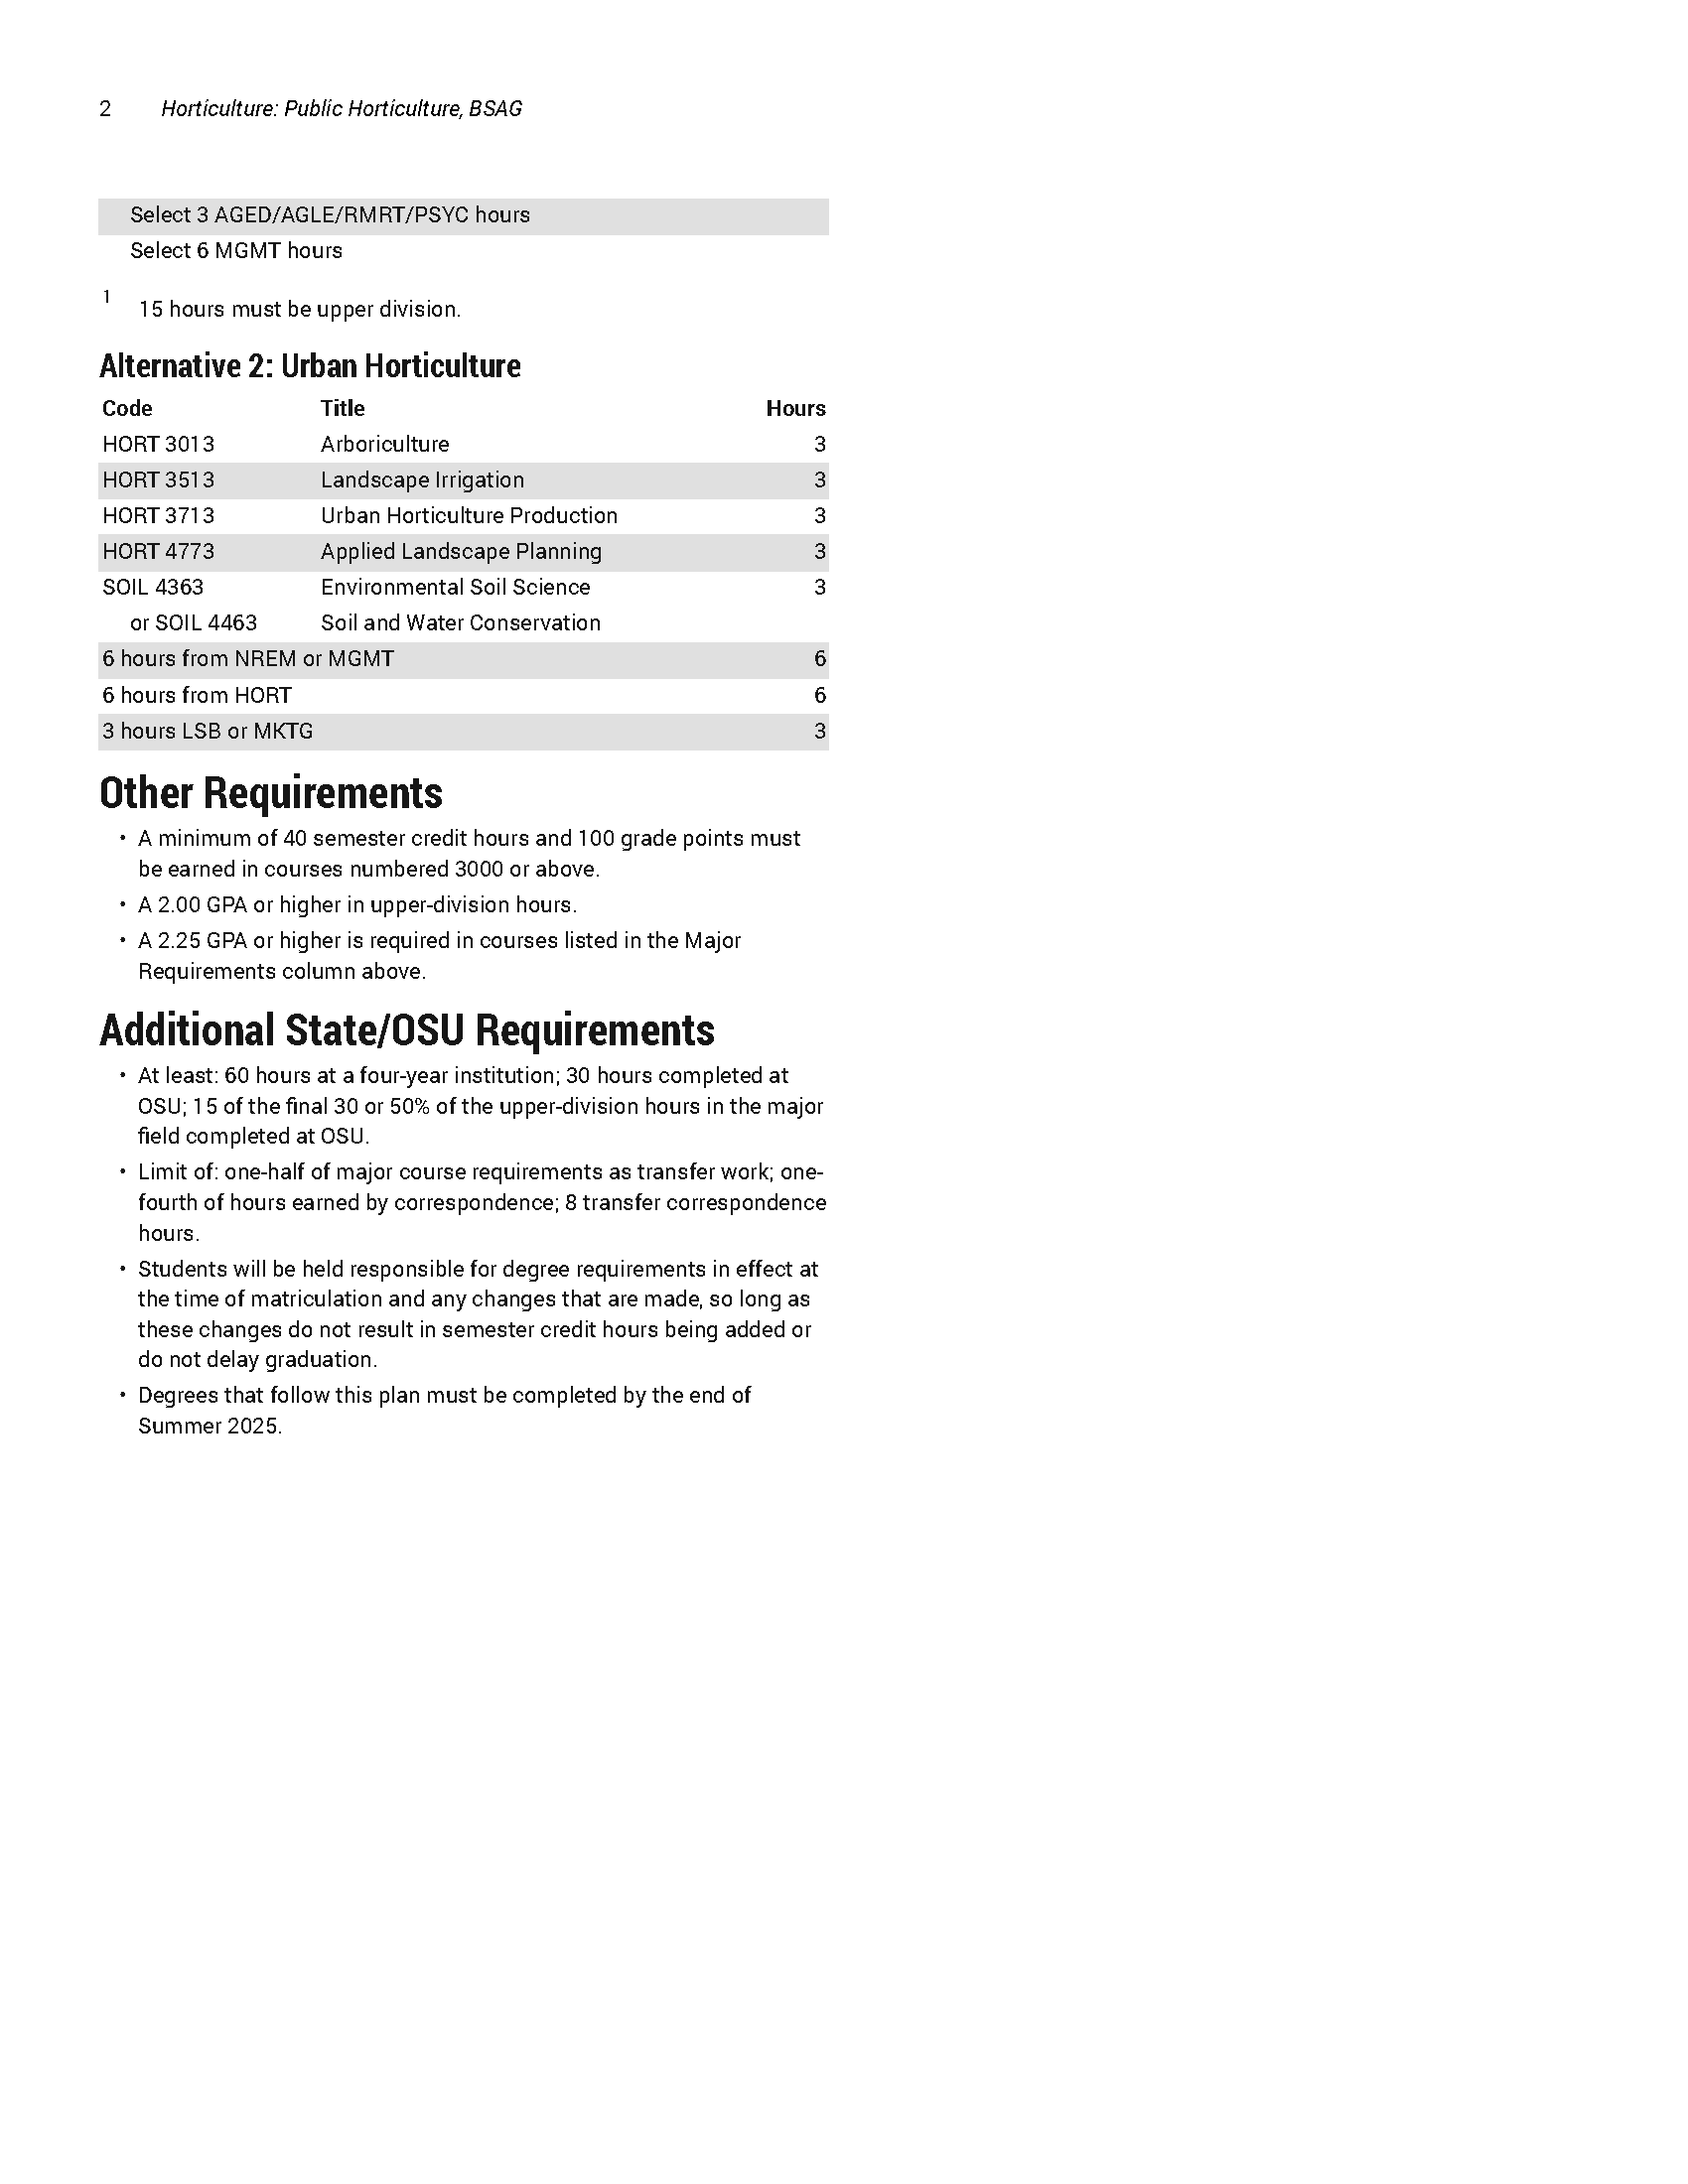 2 Horticulture: Public Horticulture, BSAG
Select 3 AGED/AGLE/RMRT/PSYC hours
Select 6 MGMT hours
1 15 hours must be upper division.
Alternative 2: Urban Horticulture
Code Title Hours
HORT 3013 Arboriculture 3
HORT 3513 Landscape Irrigation 3
HORT 3713 Urban Horticulture Production 3
HORT 4773 Applied Landscape Planning 3
SOIL 4363 Environmental Soil Science 3
or SOIL 4463 Soil and Water Conservation
6 hours from NREM or MGMT 6
6 hours from HORT 6
3 hours LSB or MKTG 3
Other Requirements
• A minimum of 40 semester credit hours and 100 grade points must
be earned in courses numbered 3000 or above.
• A 2.00 GPA or higher in upper-division hours.
• A 2.25 GPA or higher is required in courses listed in the Major
Requirements column above.
Additional State/OSU Requirements
• At least: 60 hours at a four-year institution; 30 hours completed at
OSU; 15 of the final 30 or 50% of the upper-division hours in the major
field completed at OSU.
• Limit of: one-half of major course requirements as transfer work; one-
fourth of hours earned by correspondence; 8 transfer correspondence
hours.
• Students will be held responsible for degree requirements in effect at
the time of matriculation and any changes that are made, so long as
these changes do not result in semester credit hours being added or
do not delay graduation.
• Degrees that follow this plan must be completed by the end of
Summer 2025.